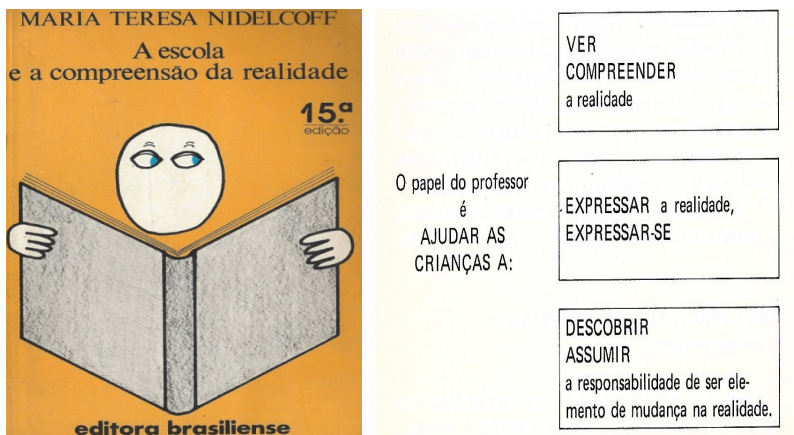 MARIA TERESA NIDELCOFF
A escola
e a compreensão da realidade
15.ª
edição
editora brasiliense
O papel do professor
é
AJUDAR AS
CRIANÇAS A:
VER
COMPREENDER
a realidade
EXPRESSAR a realidade,
EXPRESSAR-SE
DESCOBRIR
ASSUMIR
a responsabilidade de ser ele-
mento de mudança na realidade.